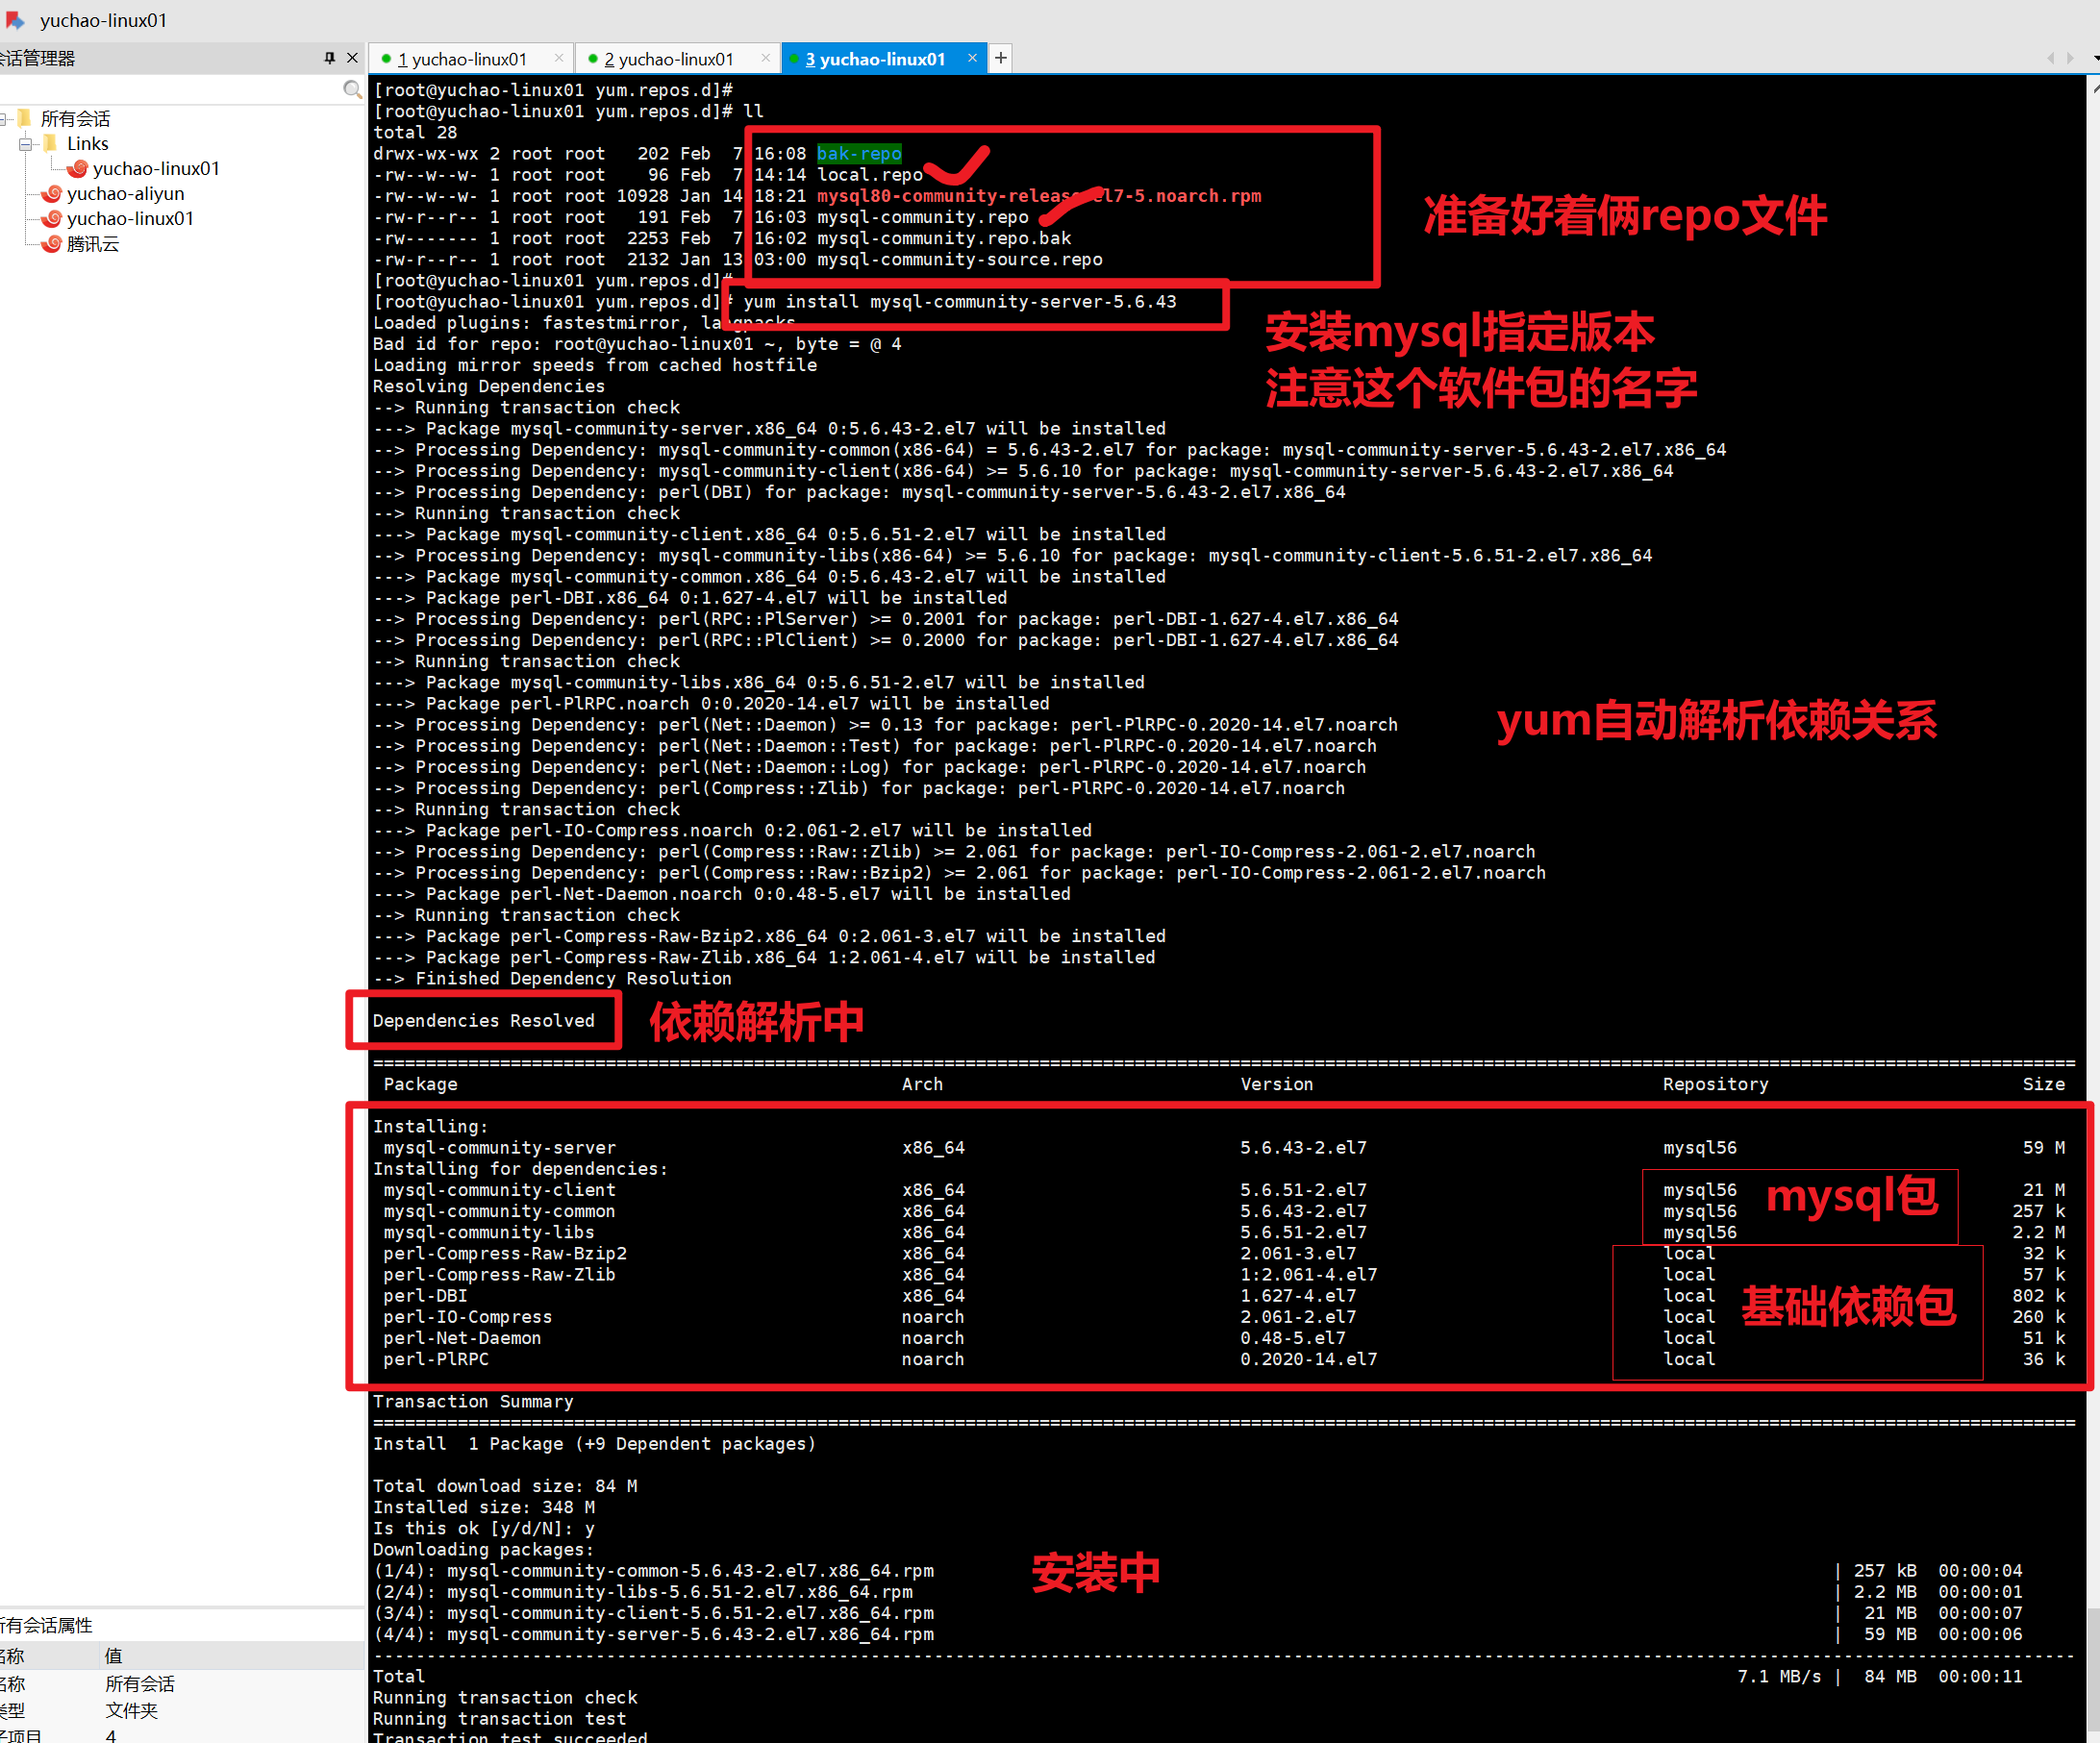 yuchao-linux01
会话管理器
1 yuchao-linux01
2 yuchao-linux01
3 yuchao-linux01
所有会话
Links
yuchao-linux01
yuchao-aliyun
yuchao-linux01
腾讯云
[root@yuchao-linux01 yum.repos.d]#
[root@yuchao-linux01 yum.repos.d]# ll
total 28
drwx-wx-wx 2 root root   202 Feb  7 16:08 bak-repo
-rw--w--w- 1 root root    96 Feb  7 14:14 local.repo
-rw--w--w- 1 root root 10928 Jan 14 18:21 mysql80-community-release-el7-5.noarch.rpm
-rw-r--r-- 1 root root   191 Feb  7 16:03 mysql-community.repo
-rw------- 1 root root  2253 Feb  7 16:02 mysql-community.repo.bak
-rw-r--r-- 1 root root  2132 Jan 13 03:00 mysql-community-source.repo
准备好着俩repo文件
[root@yuchao-linux01 yum.repos.d]#
[root@yuchao-linux01 yum.repos.d]# yum install mysql-community-server-5.6.43
Loaded plugins: fastestmirror, langpacks
Bad id for repo: root@yuchao-linux01 ~, byte = @ 4
Loading mirror speeds from cached hostfile
Resolving Dependencies
安装mysql指定版本
注意这个软件包的名字
--> Running transaction check
---> Package mysql-community-server.x86_64 0:5.6.43-2.el7 will be installed
--> Processing Dependency: mysql-community-common(x86-64) = 5.6.43-2.el7 for package: mysql-community-server-5.6.43-2.el7.x86_64
--> Processing Dependency: mysql-community-client(x86-64) >= 5.6.10 for package: mysql-community-server-5.6.43-2.el7.x86_64
--> Processing Dependency: perl(DBI) for package: mysql-community-server-5.6.43-2.el7.x86_64
--> Running transaction check
---> Package mysql-community-client.x86_64 0:5.6.51-2.el7 will be installed
--> Processing Dependency: mysql-community-libs(x86-64) >= 5.6.10 for package: mysql-community-client-5.6.51-2.el7.x86_64
---> Package mysql-community-common.x86_64 0:5.6.43-2.el7 will be installed
---> Package perl-DBI.x86_64 0:1.627-4.el7 will be installed
--> Processing Dependency: perl(RPC::PlServer) >= 0.2001 for package: perl-DBI-1.627-4.el7.x86_64
--> Processing Dependency: perl(RPC::PlClient) >= 0.2000 for package: perl-DBI-1.627-4.el7.x86_64
--> Running transaction check
---> Package mysql-community-libs.x86_64 0:5.6.51-2.el7 will be installed
---> Package perl-PlRPC.noarch 0:0.2020-14.el7 will be installed
--> Processing Dependency: perl(Net::Daemon) >= 0.13 for package: perl-PlRPC-0.2020-14.el7.noarch
--> Processing Dependency: perl(Net::Daemon::Test) for package: perl-PlRPC-0.2020-14.el7.noarch
--> Processing Dependency: perl(Net::Daemon::Log) for package: perl-PlRPC-0.2020-14.el7.noarch
--> Processing Dependency: perl(Compress::Zlib) for package: perl-PlRPC-0.2020-14.el7.noarch
yum自动解析依赖关系
--> Running transaction check
---> Package perl-IO-Compress.noarch 0:2.061-2.el7 will be installed
--> Processing Dependency: perl(Compress::Raw::Zlib) >= 2.061 for package: perl-IO-Compress-2.061-2.el7.noarch
--> Processing Dependency: perl(Compress::Raw::Bzip2) >= 2.061 for package: perl-IO-Compress-2.061-2.el7.noarch
---> Package perl-Net-Daemon.noarch 0:0.48-5.el7 will be installed
--> Running transaction check
---> Package perl-Compress-Raw-Bzip2.x86_64 0:2.061-3.el7 will be installed
---> Package perl-Compress-Raw-Zlib.x86_64 1:2.061-4.el7 will be installed
--> Finished Dependency Resolution
Dependencies Resolved
依赖解析中
Package Arch Version Repository Size
Installing:
mysql-community-server x86_64 5.6.43-2.el7 mysql56 59 M
Installing for dependencies:
mysql-community-client x86_64 5.6.51-2.el7 mysql56 21 M
mysql-community-common x86_64 5.6.43-2.el7 mysql56 257 k
mysql-community-libs x86_64 5.6.51-2.el7 mysql56 2.2 M
mysql包
perl-Compress-Raw-Bzip2 x86_64 2.061-3.el7 local 32 k
perl-Compress-Raw-Zlib x86_64 1:2.061-4.el7 local 57 k
perl-DBI x86_64 1.627-4.el7 local 802 k
perl-IO-Compress noarch 2.061-2.el7 local 260 k
perl-Net-Daemon noarch 0.48-5.el7 local 51 k
perl-PlRPC noarch 0.2020-14.el7 local 36 k
基础依赖包
Transaction Summary
Install  1 Package (+9 Dependent packages)
Total download size: 84 M
Installed size: 348 M
Is this ok [y/d/N]: y
Downloading packages:
(1/4): mysql-community-common-5.6.43-2.el7.x86_64.rpm | 257 kB  00:00:04
(2/4): mysql-community-libs-5.6.51-2.el7.x86_64.rpm | 2.2 MB  00:00:01
(3/4): mysql-community-client-5.6.51-2.el7.x86_64.rpm |  21 MB  00:00:07
(4/4): mysql-community-server-5.6.43-2.el7.x86_64.rpm |  59 MB  00:00:06
安装中
Total 7.1 MB/s |  84 MB  00:00:11
Running transaction check
Running transaction test
Transaction test succeeded
所有会话属性
名称 值
名称 所有会话
类型 文件夹
子项目 4